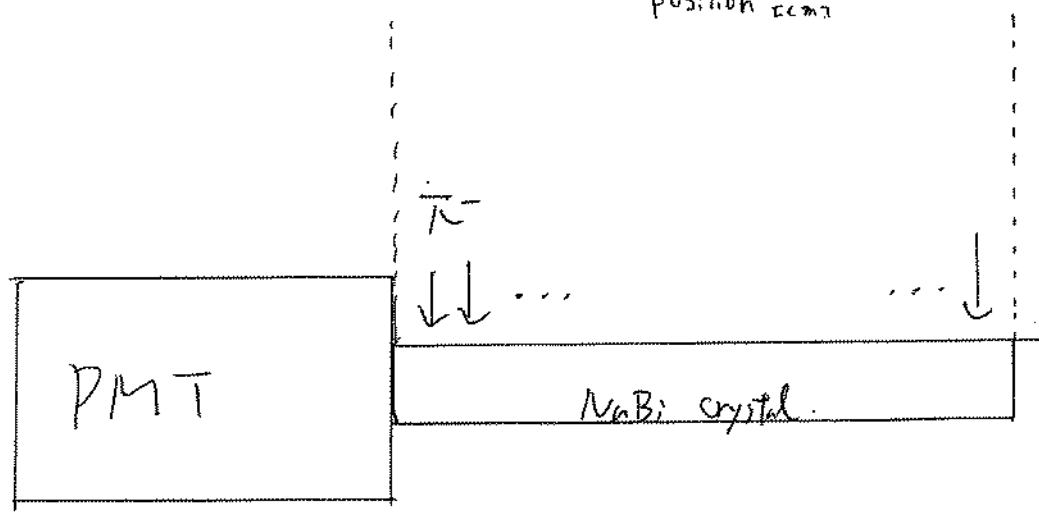 position [cm]
π-
... ...
PMT
NaBi crystal.